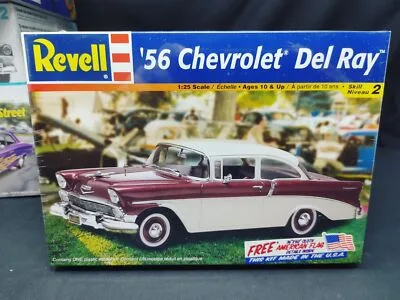 Revell
'56 Chevrolet* Del Ray™
1:25 Scale / Echelle • Ages 10 & Up / A partir de 10 ans. • Skill Niveau 2
Street
FREE AMERICAN FLAG
THIS KIT MADE IN THE U.S.A.